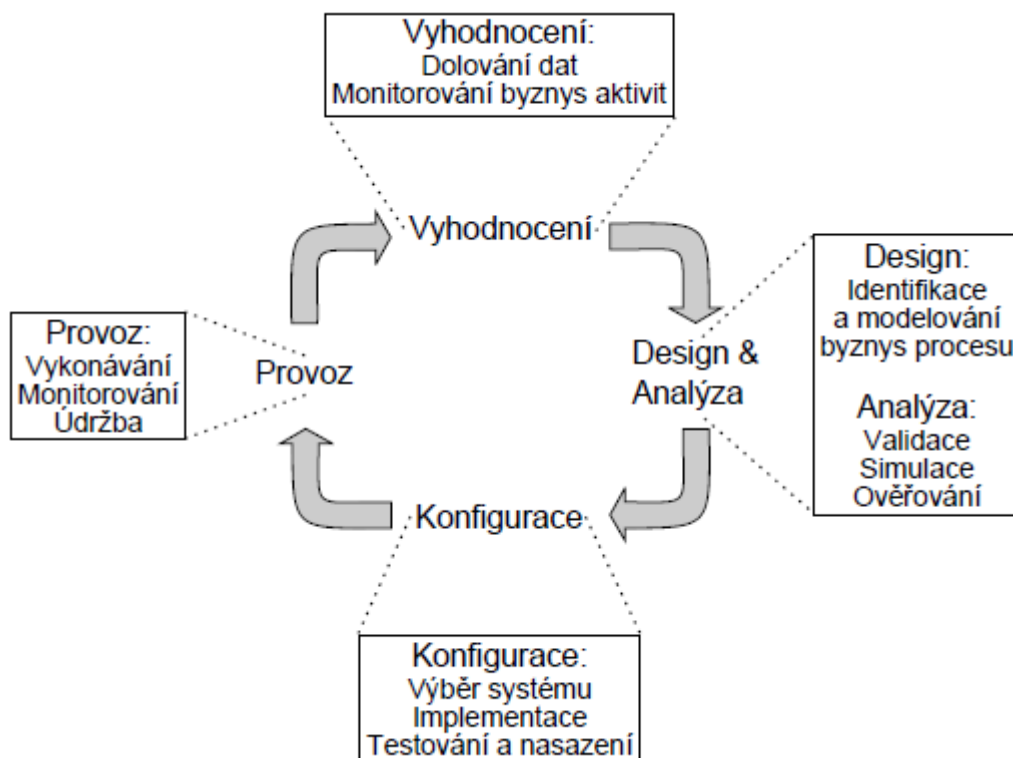 Vyhodnocení:
Dolování dat
Monitorování byznys aktivit
Vyhodnocení
Design:
Identifikace
a modelování
byznys procesu
Analýza:
Validace
Simulace
Ověřování
Provoz:
Vykonávání
Monitorování
Údržba
Provoz
Design &
Analýza
Konfigurace
Konfigurace:
Výběr systému
Implementace
Testování a nasazení